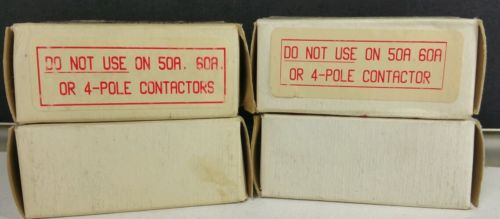 DO NOT USE ON 50A. 60A.
OR 4-POLE CONTACTORS
DO NOT USE ON 50A 60A
OR 4-POLE CONTACTOR